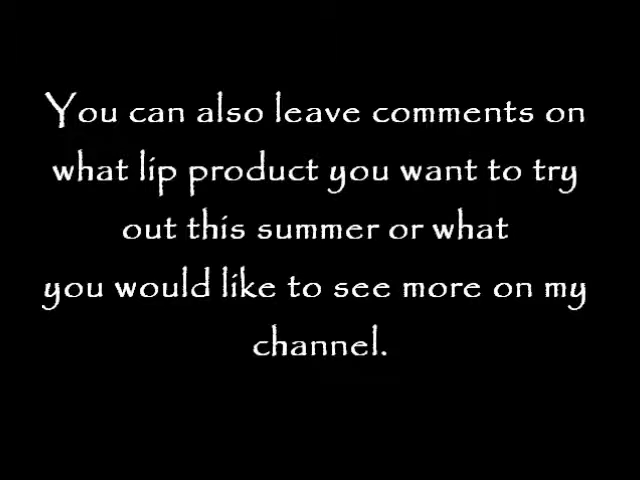 You can also leave comments on
what lip product you want to try
out this summer or what
you would like to see more on my
channel.